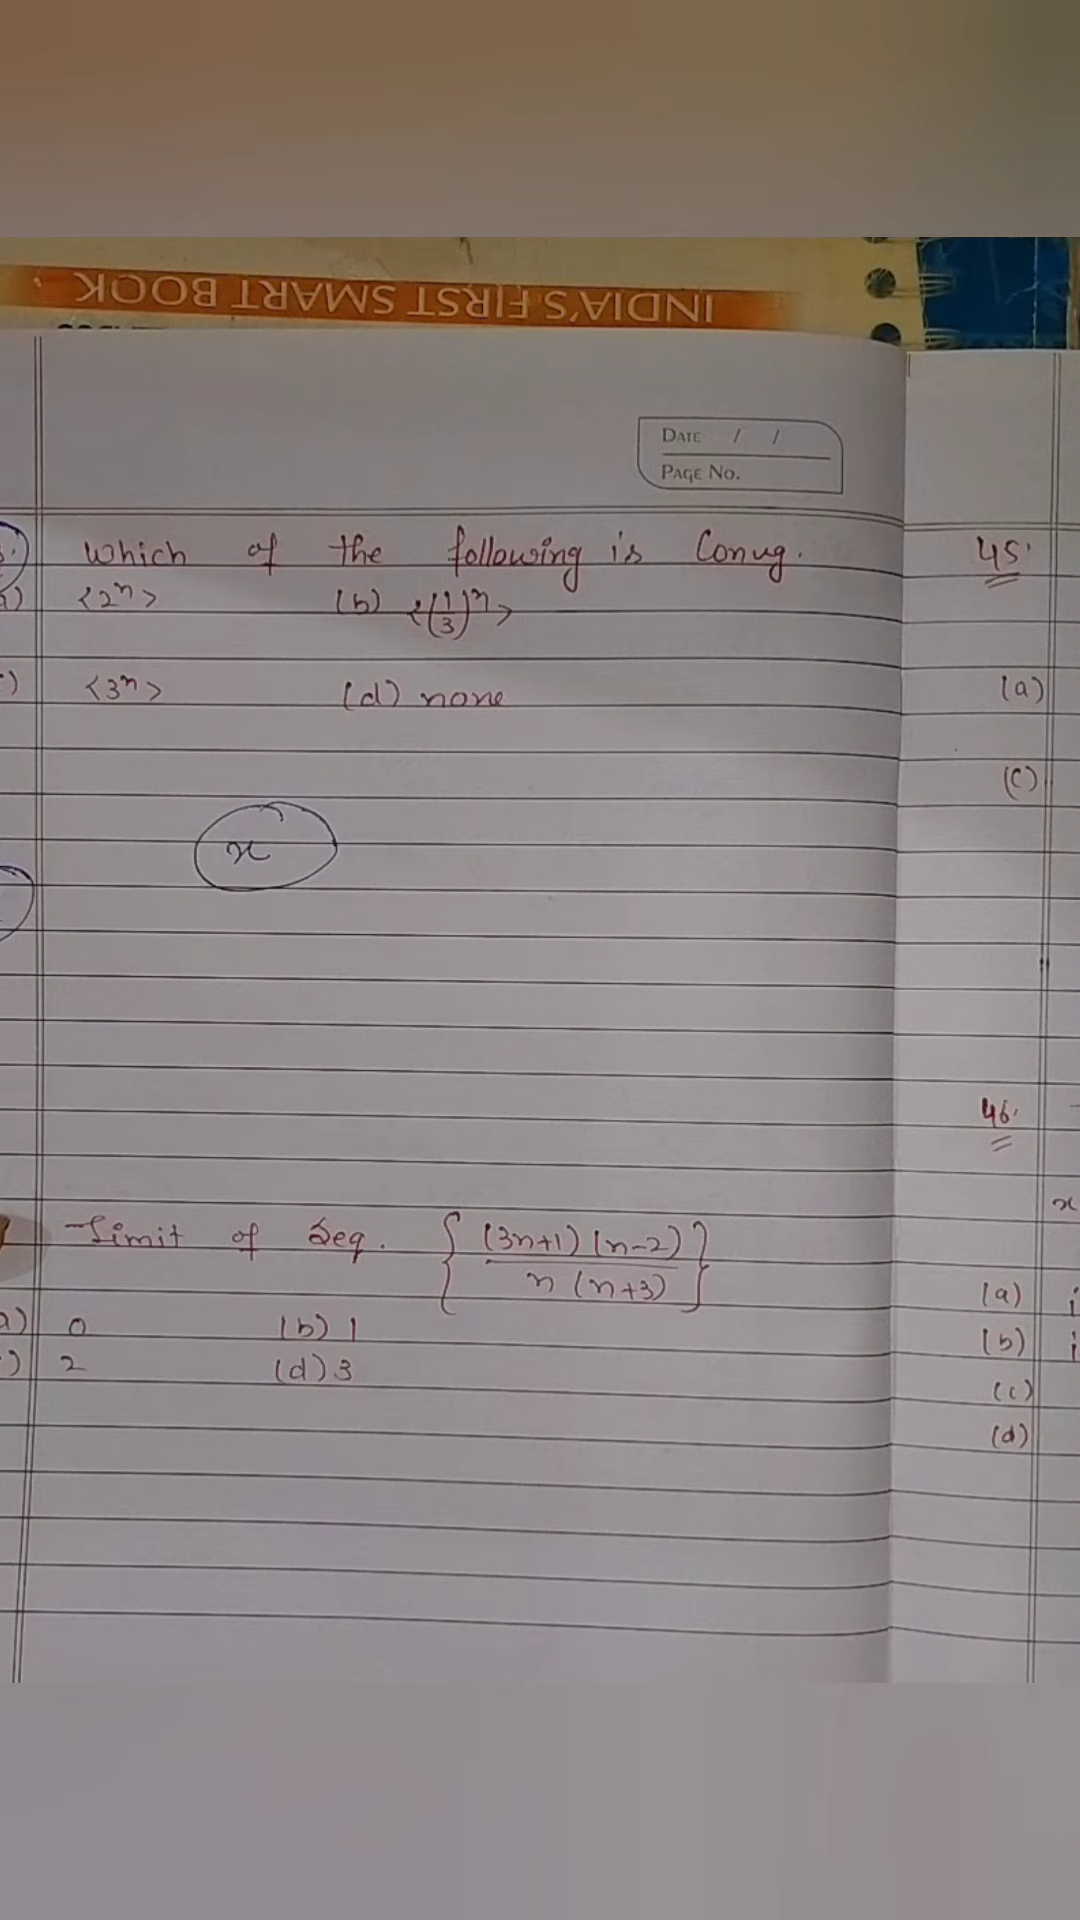 INDIA'S FIRST SMART BOOK
DATE / /
PAGE No.
which of the following is Conug.
<2ⁿ> (b) <(1/3)ⁿ>
<3ⁿ> (d) none
x
Limit of Seq. {(3n+1)(n-2) / n(n+3)}
a) 0 (b) 1
2 (d) 3
45.
(a)
(c)
46.
x
(a) i
(b) i
(c)
(d)